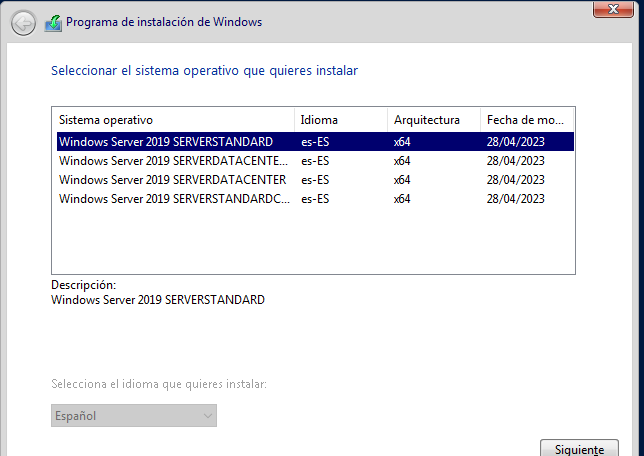 Programa de instalación de Windows
Seleccionar el sistema operativo que quieres instalar
Sistema operativo Idioma Arquitectura Fecha de mo...
Windows Server 2019 SERVERSTANDARD es-ES x64 28/04/2023
Windows Server 2019 SERVERDATACENTE... es-ES x64 28/04/2023
Windows Server 2019 SERVERDATACENTER es-ES x64 28/04/2023
Windows Server 2019 SERVERSTANDARDC... es-ES x64 28/04/2023
Descripción:
Windows Server 2019 SERVERSTANDARD
Selecciona el idioma que quieres instalar:
Español
Siguiente